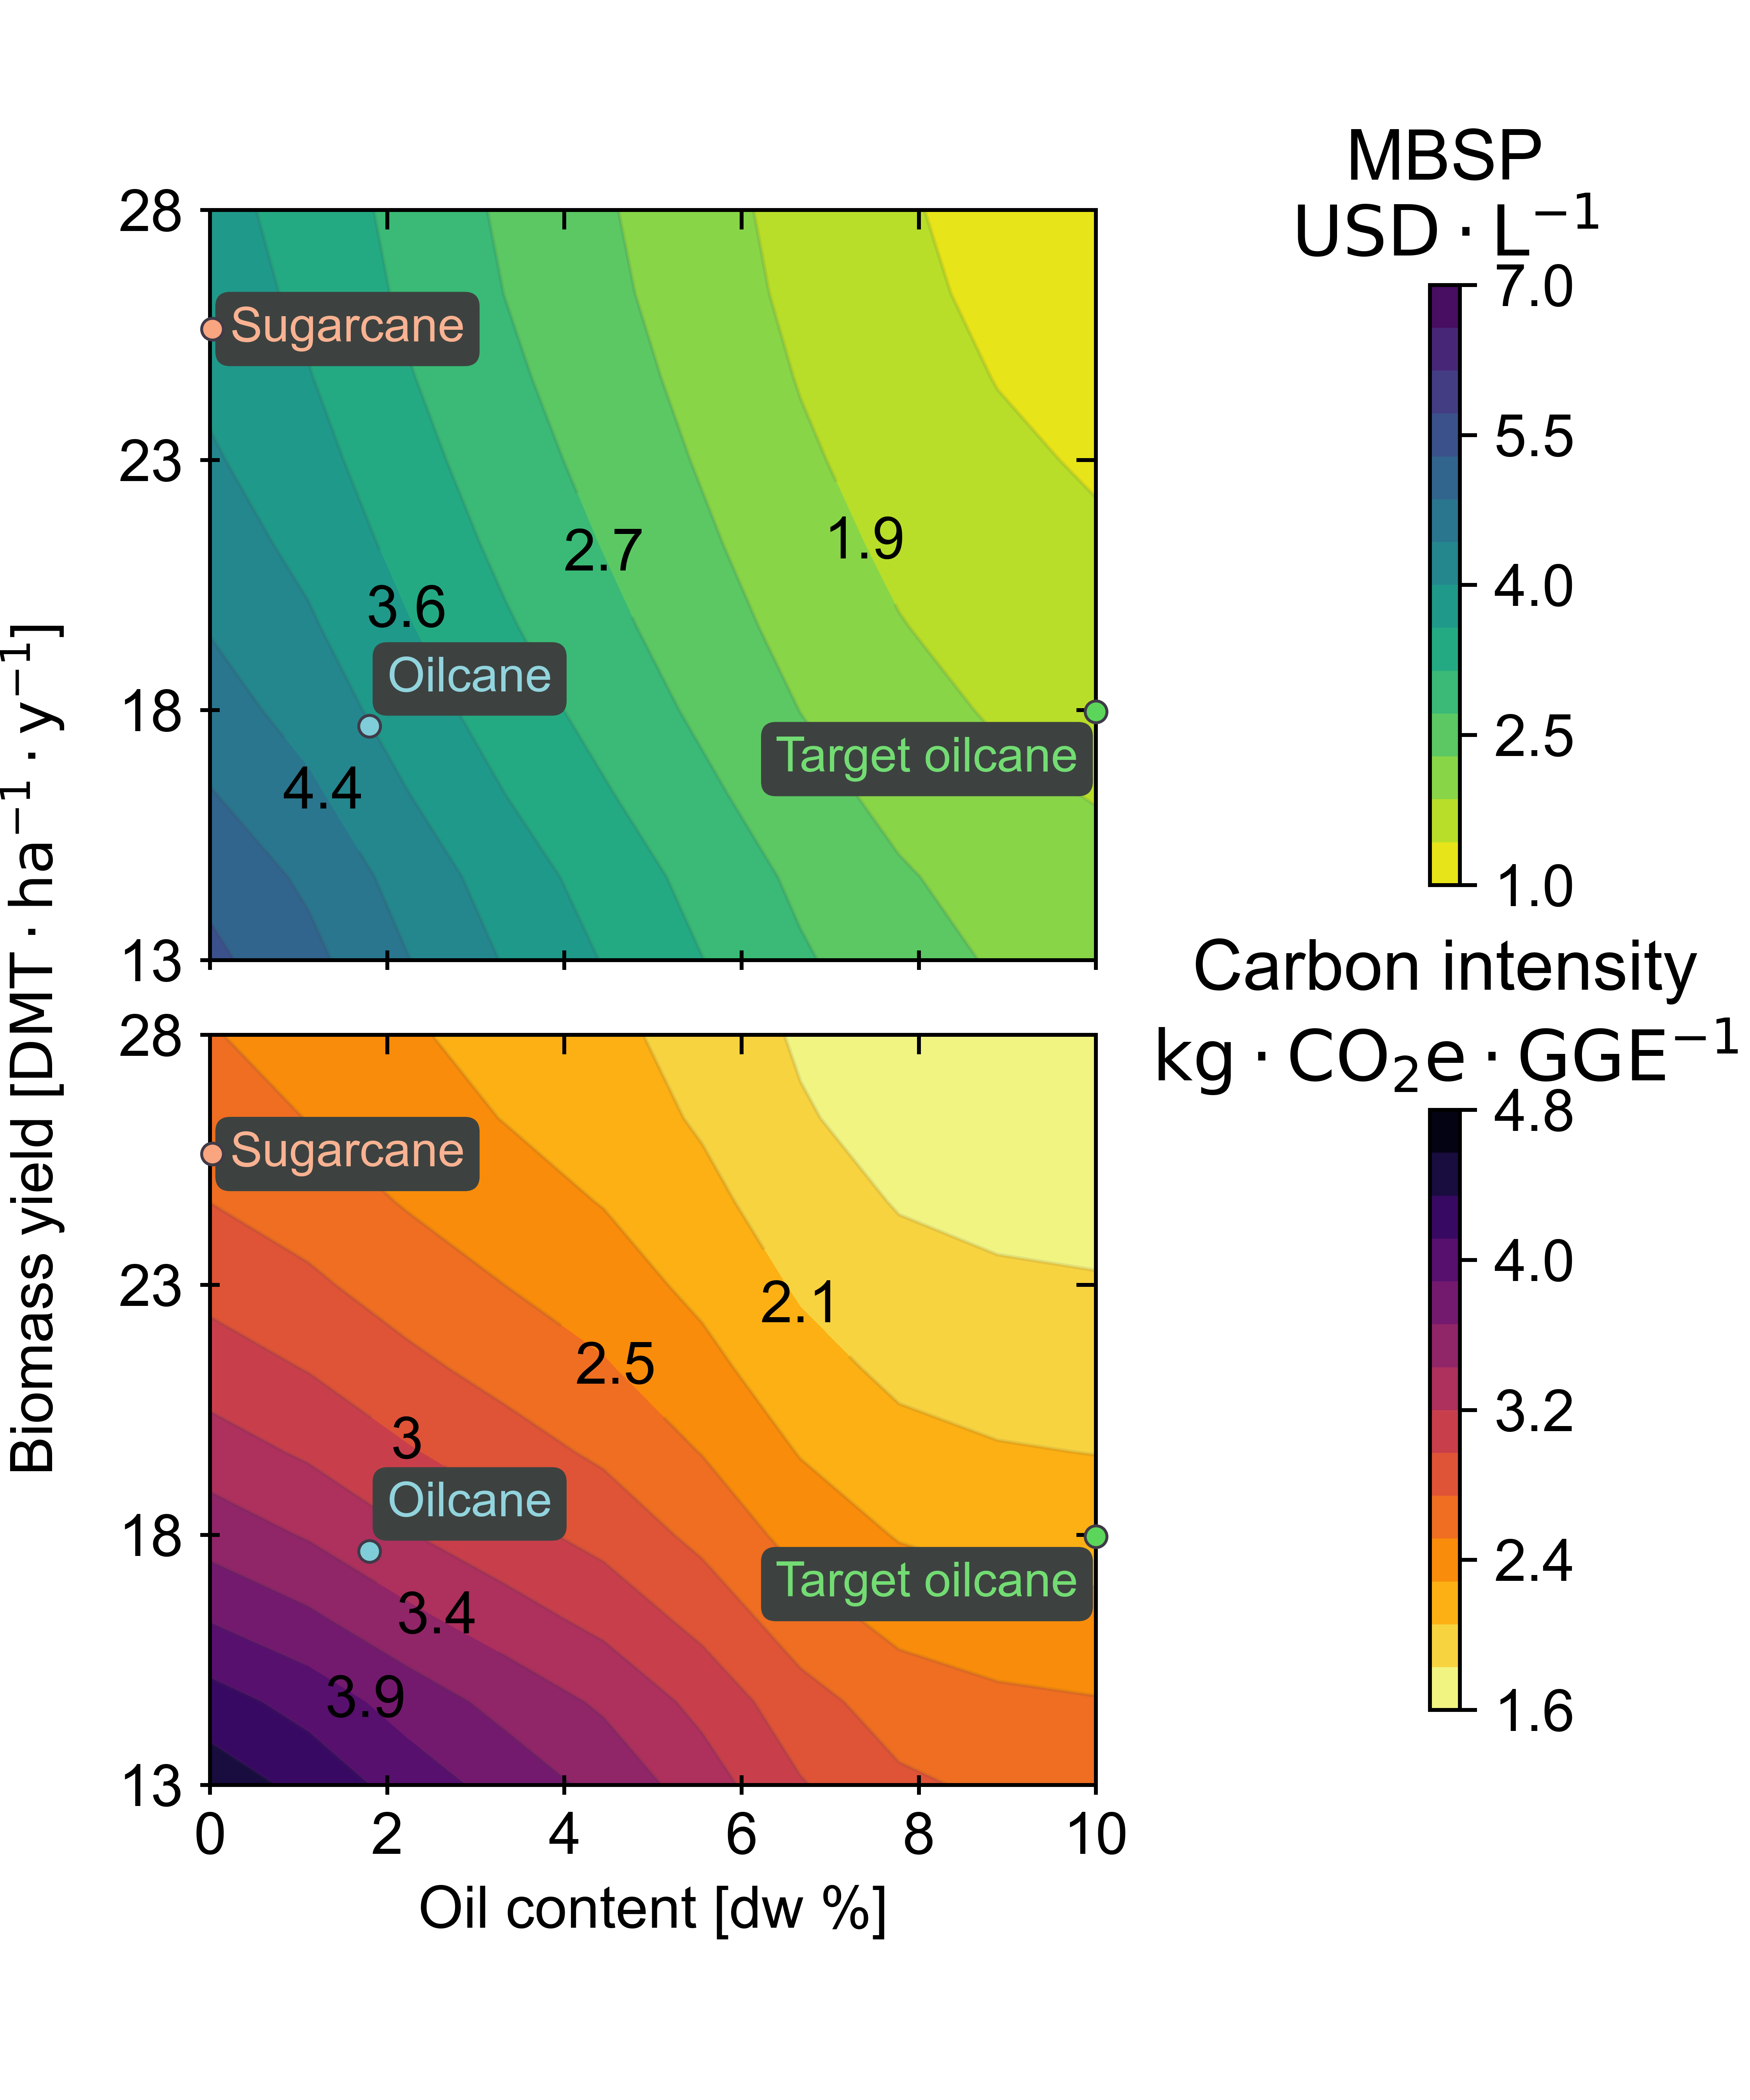 MBSP
USD · L⁻¹
28
23
18
13
Sugarcane
Oilcane
Target oilcane
1.9
2.7
3.6
4.4
7.0
5.5
4.0
2.5
1.0
Biomass yield [DMT · ha⁻¹ · y⁻¹]
Carbon intensity
kg · CO₂e · GGE⁻¹
28
23
18
13
Sugarcane
Oilcane
Target oilcane
2.1
2.5
3
3.4
3.9
4.8
4.0
3.2
2.4
1.6
0 2 4 6 8 10
Oil content [dw %]